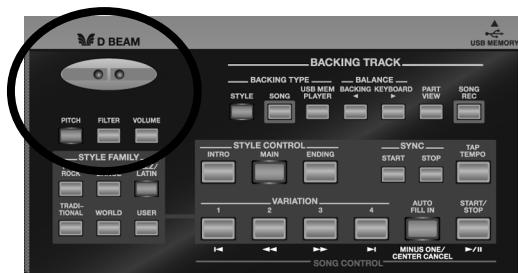 D BEAM
USB MEMORY
BACKING TRACK
BACKING TYPE
BALANCE
STYLE
SONG
USB MEM
PLAYER
BACKING
KEYBOARD
PART
VIEW
SONG
REC
PITCH
FILTER
VOLUME
STYLE FAMILY
ROCK
LATIN
TRADI-
TIONAL
WORLD
USER
STYLE CONTROL
INTRO
MAIN
ENDING
SYNC
START
STOP
TAP
TEMPO
VARIATION
1
2
3
4
AUTO
FILL IN
START/
STOP
MINUS ONE/
CENTER CANCEL
SONG CONTROL